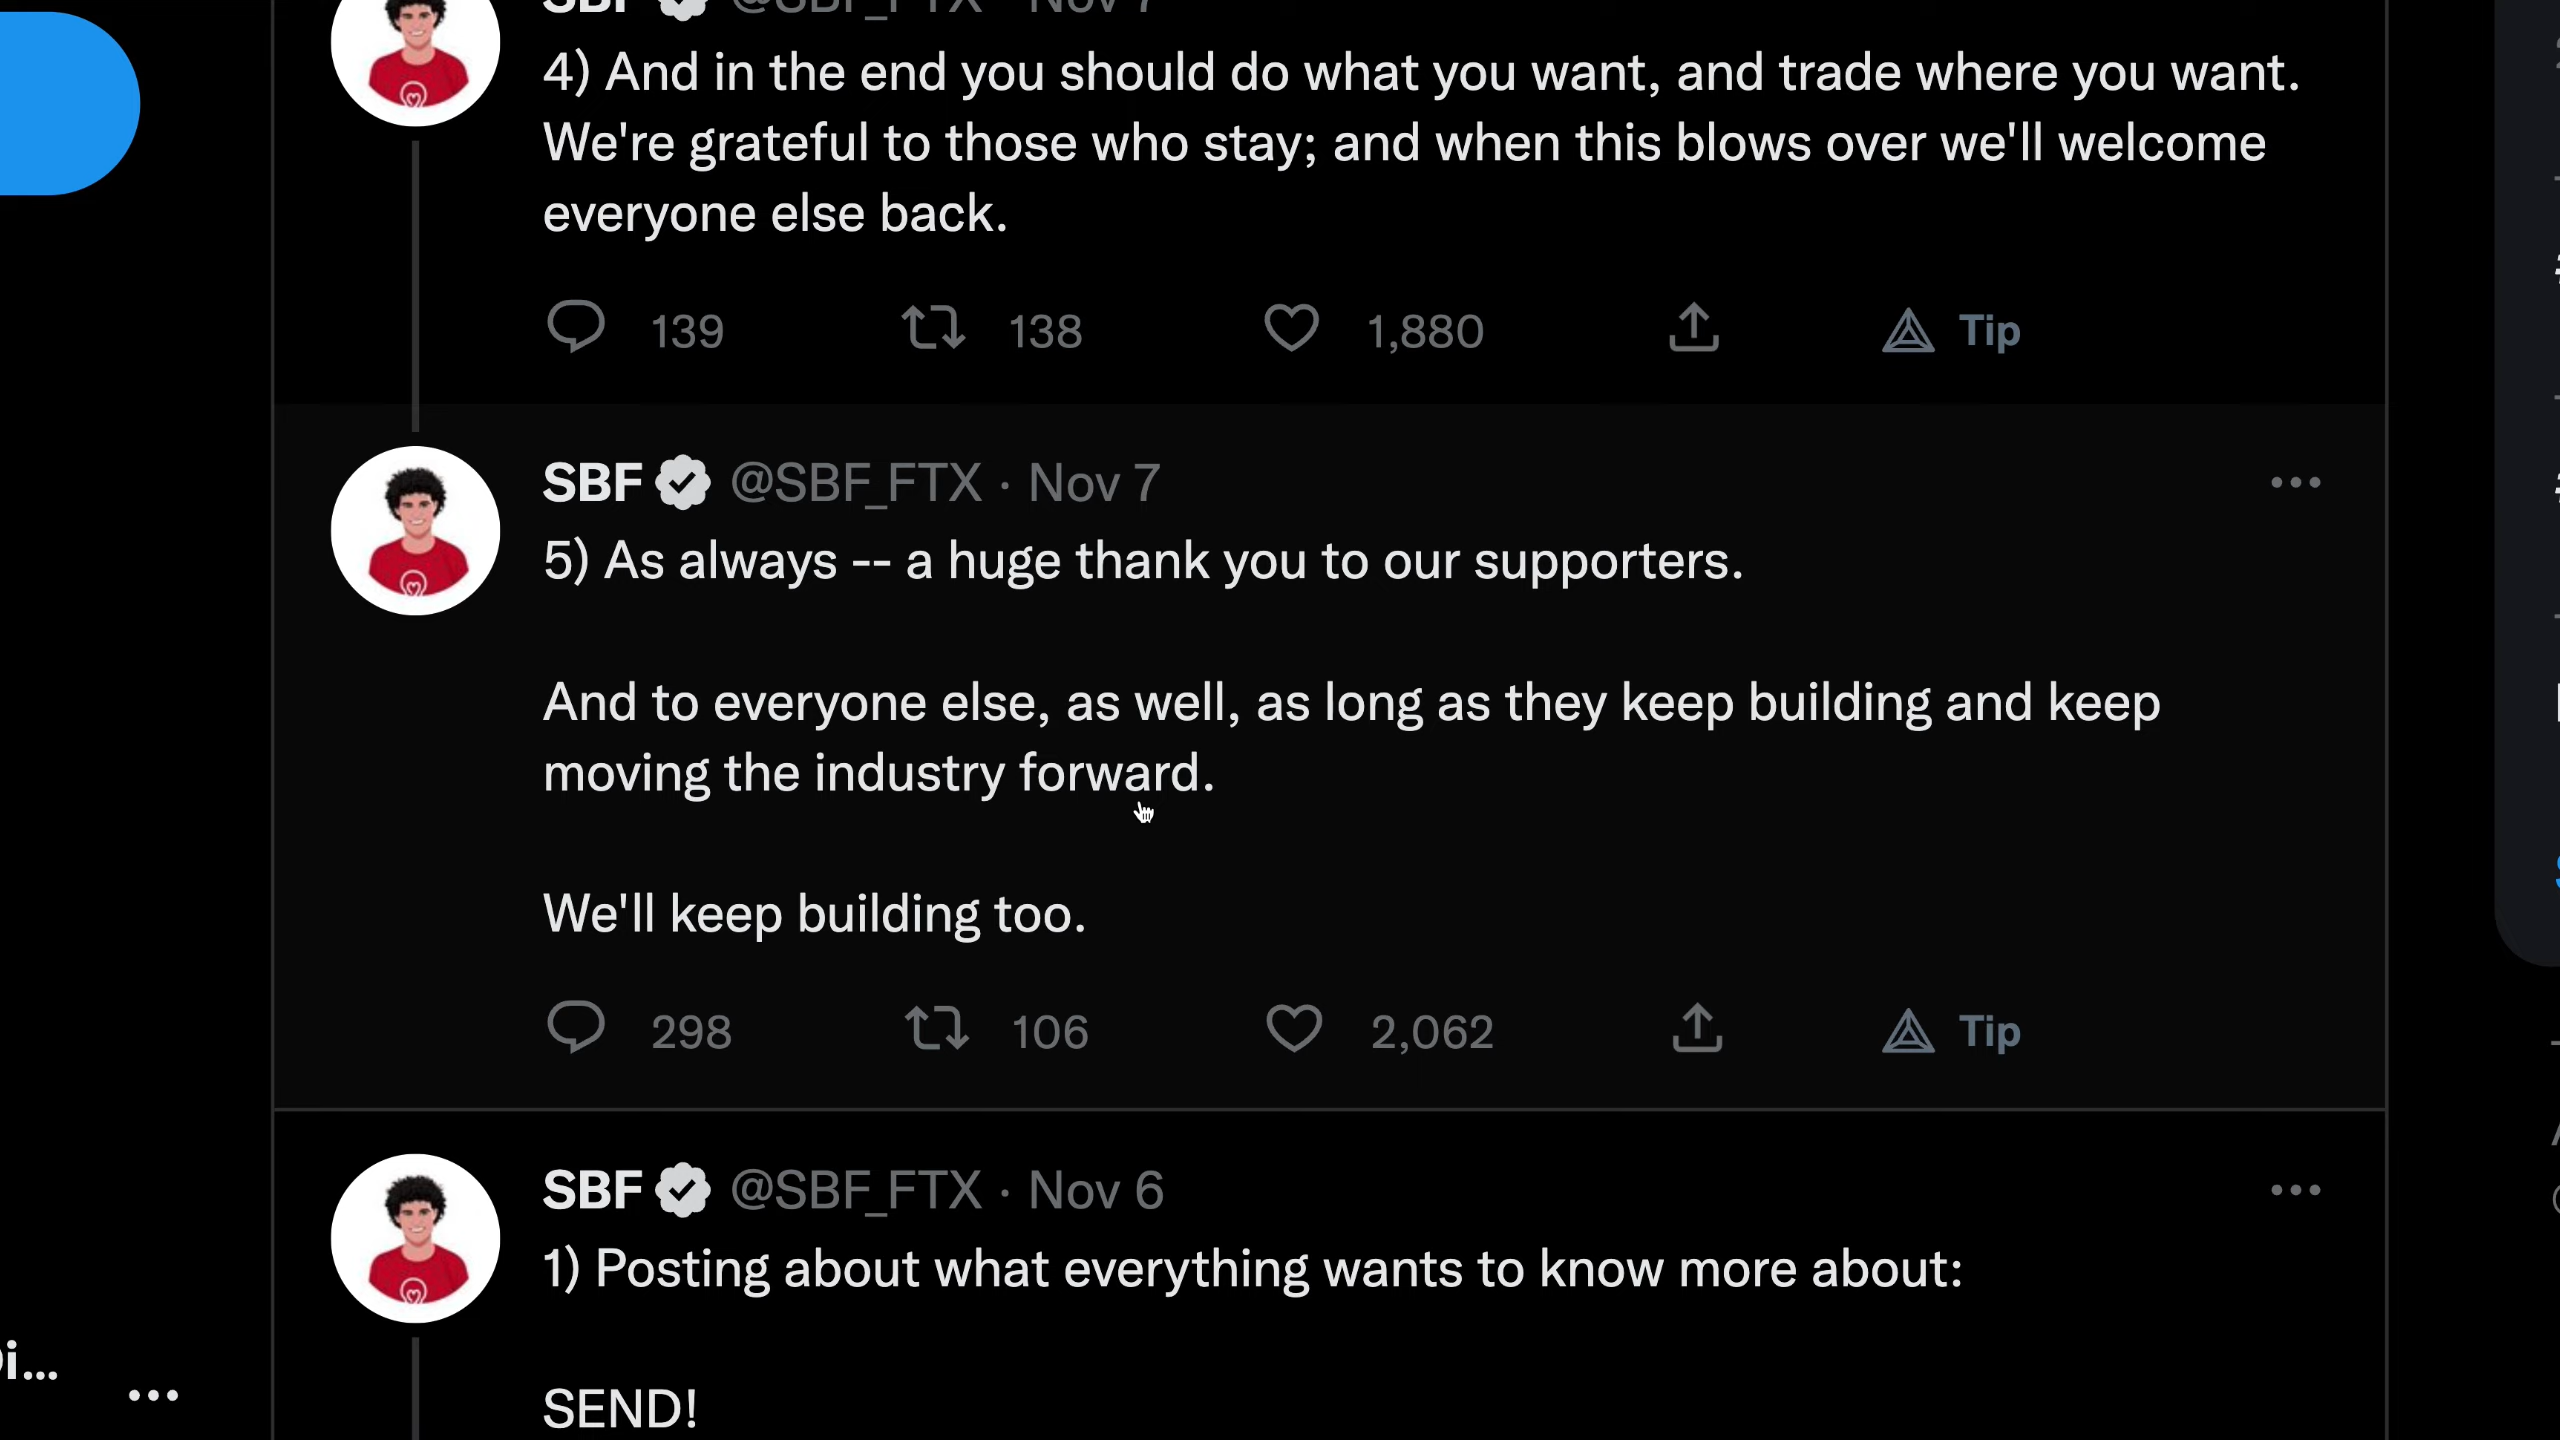 SBF @SBF_FTX · Nov 7
4) And in the end you should do what you want, and trade where you want.
We're grateful to those who stay; and when this blows over we'll welcome
everyone else back.
139 138 1,880 Tip
SBF @SBF_FTX · Nov 7
5) As always -- a huge thank you to our supporters.
And to everyone else, as well, as long as they keep building and keep
moving the industry forward.
We'll keep building too.
298 106 2,062 Tip
SBF @SBF_FTX · Nov 6
1) Posting about what everything wants to know more about:
SEND!